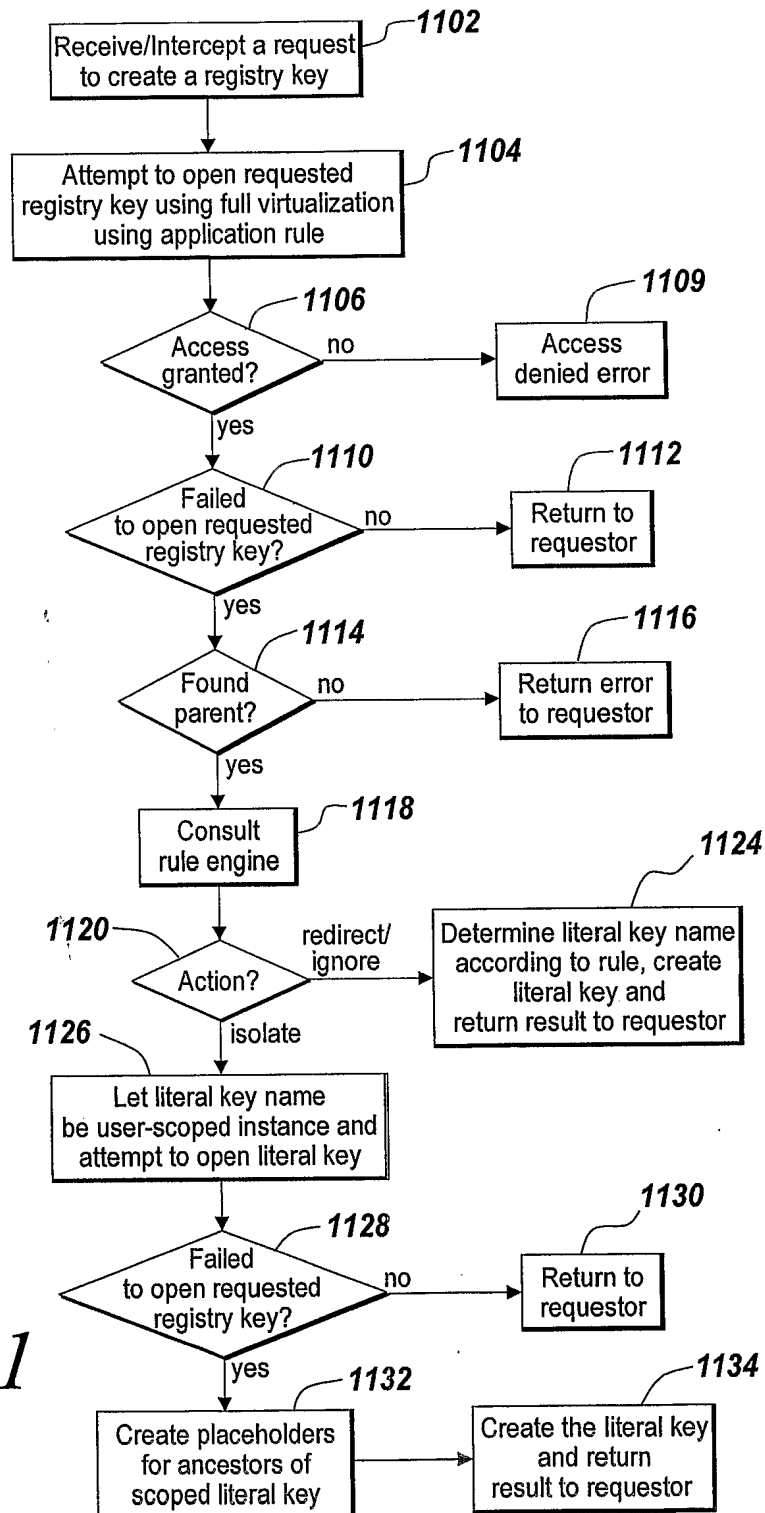 1102
Receive/Intercept a request
to create a registry key
1104
Attempt to open requested
registry key using full virtualization
using application rule
1106
Access
granted?
no
1109
Access
denied error
yes
1110
Failed
to open requested
registry key?
no
1112
Return to
requestor
yes
1114
Found
parent?
no
1116
Return error
to requestor
yes
1118
Consult
rule engine
1120
Action?
redirect/
ignore
1124
Determine literal key name
according to rule, create
literal key and
return result to requestor
isolate
1126
Let literal key name
be user-scoped instance and
attempt to open literal key
1128
Failed
to open requested
registry key?
no
1130
Return to
requestor
1
yes
1132
Create placeholders
for ancestors of
scoped literal key
1134
Create the literal key
and return
result to requestor